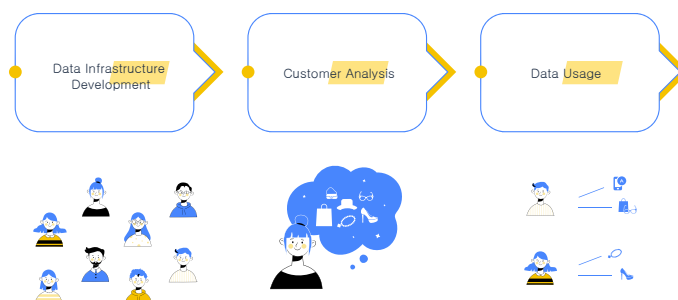 Data Infrastructure
Development
Customer Analysis
Data Usage